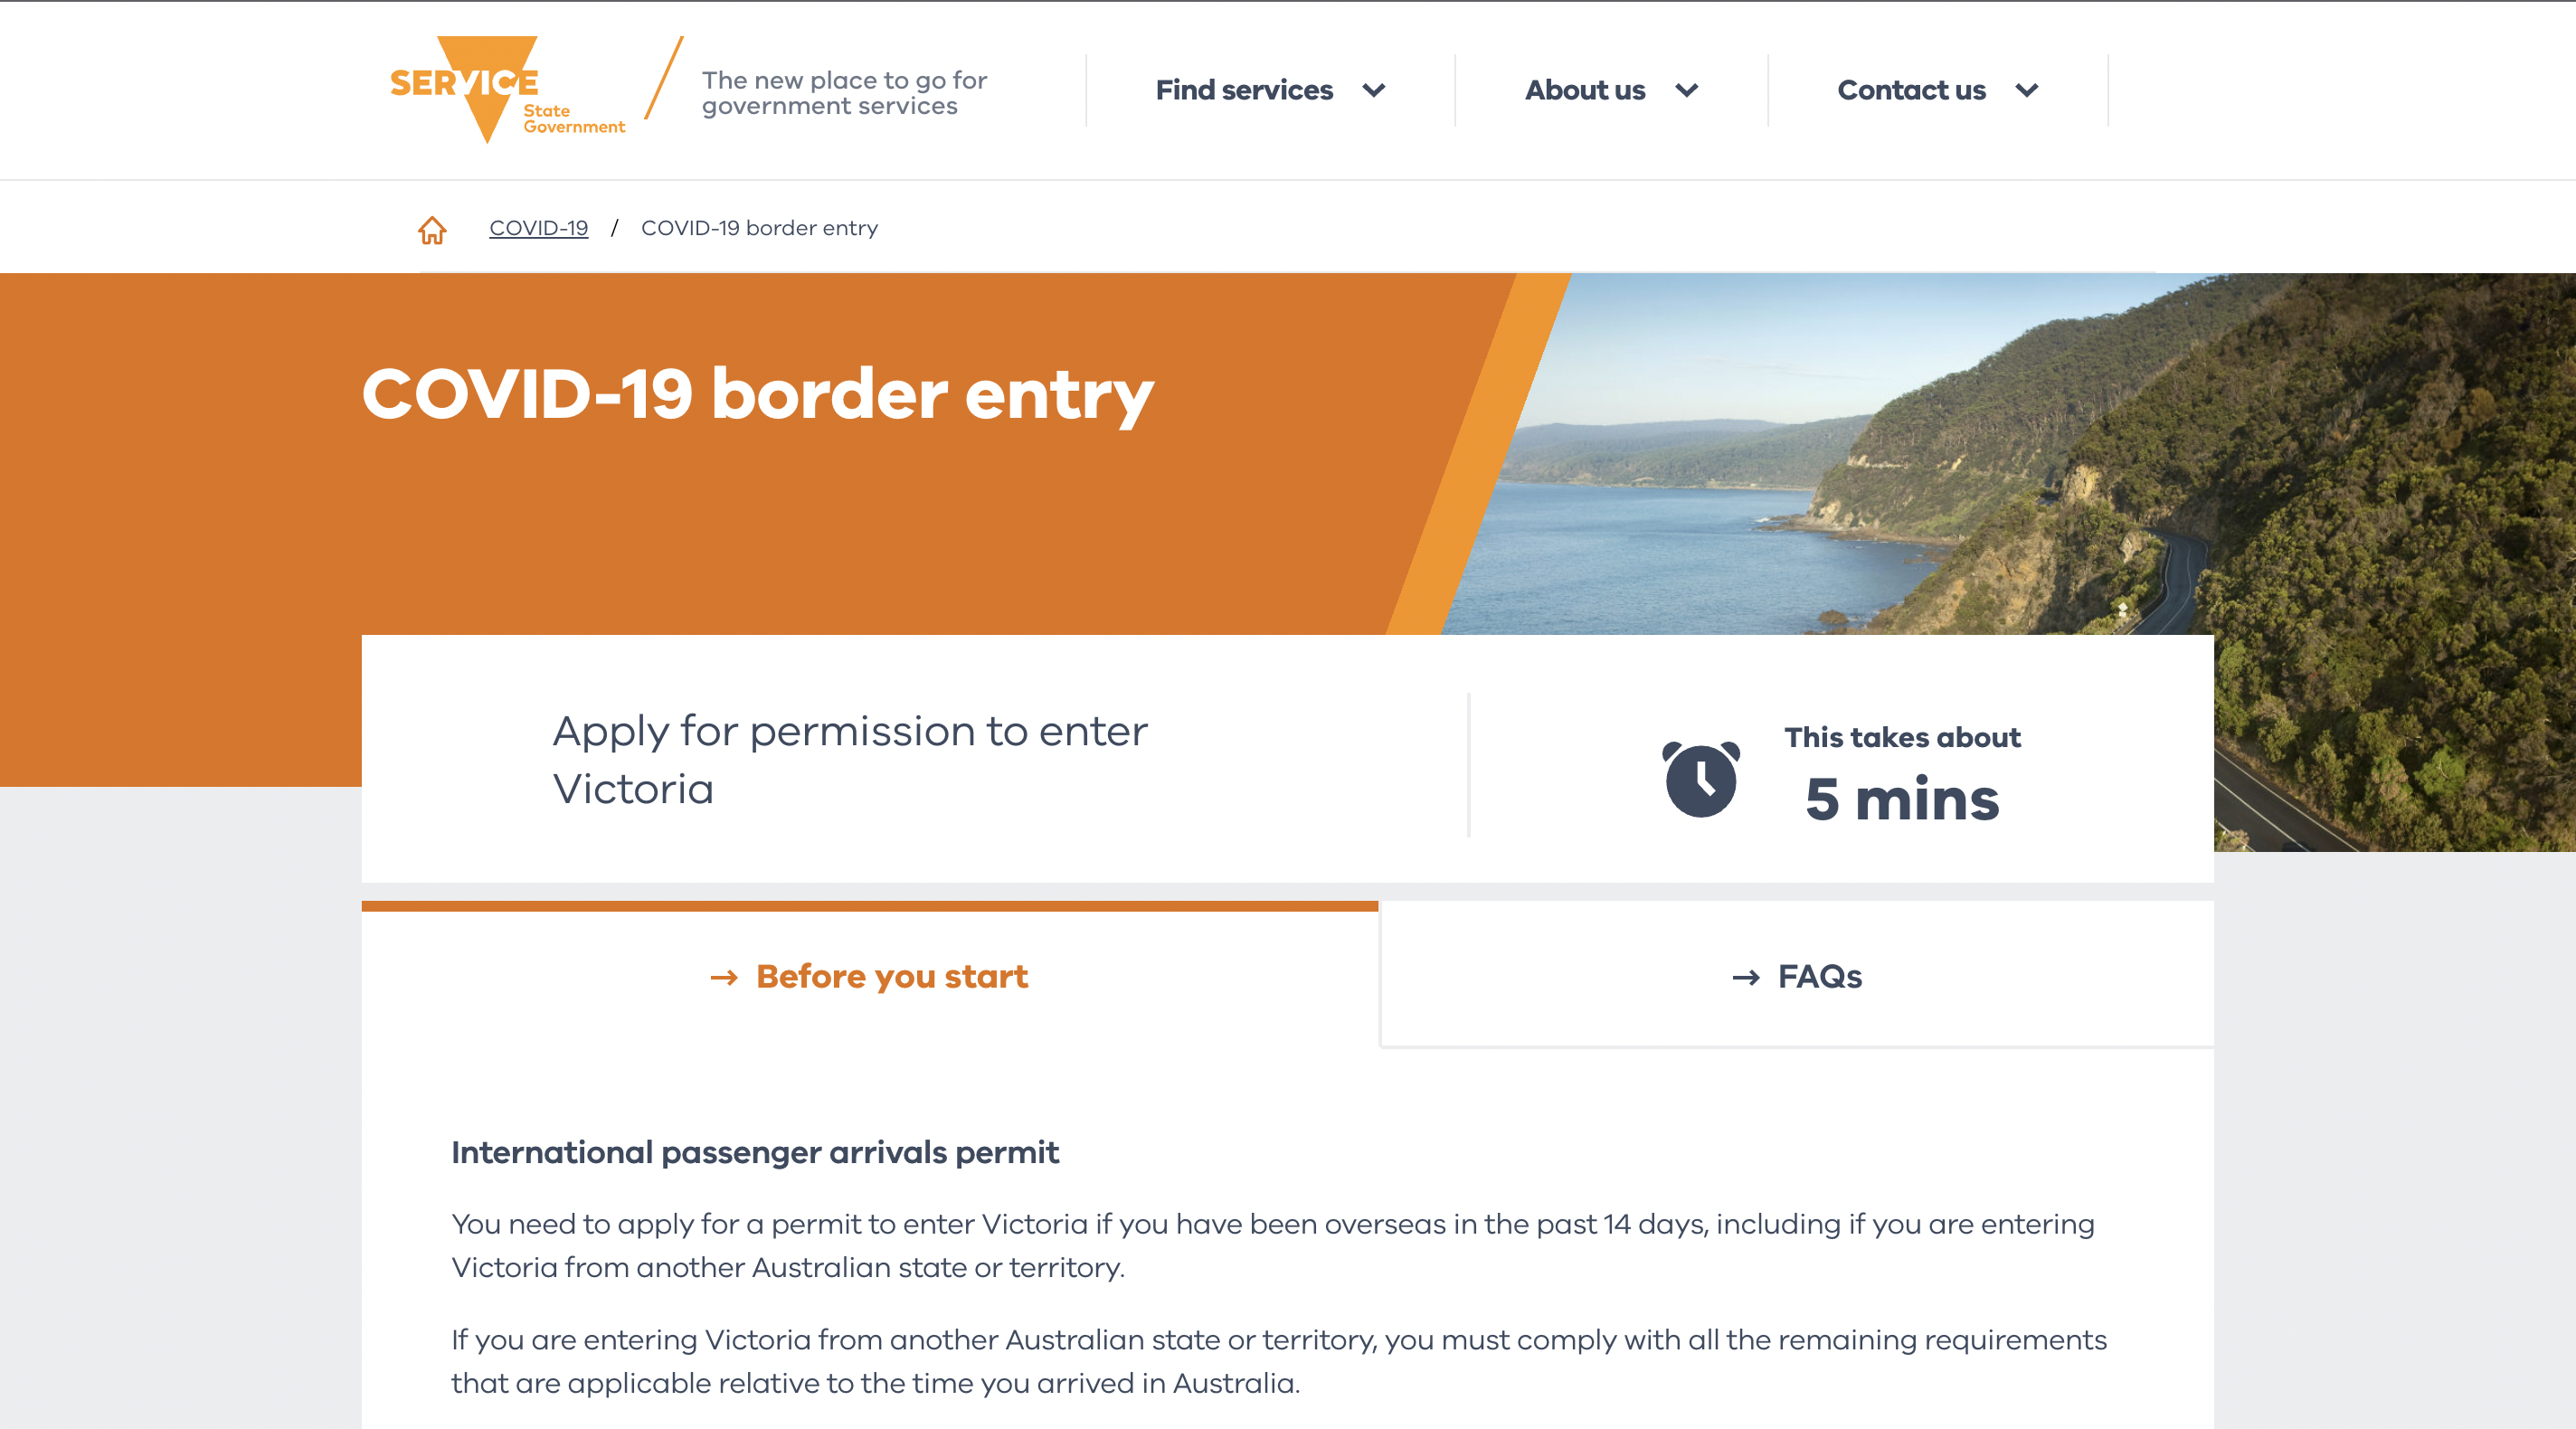 SERVICE
State
Government
The new place to go for
government services
Find services
About us
Contact us
COVID-19 / COVID-19 border entry
COVID-19 border entry
Apply for permission to enter
Victoria
This takes about
5 mins
→ Before you start
→ FAQs
International passenger arrivals permit
You need to apply for a permit to enter Victoria if you have been overseas in the past 14 days, including if you are entering
Victoria from another Australian state or territory.
If you are entering Victoria from another Australian state or territory, you must comply with all the remaining requirements
that are applicable relative to the time you arrived in Australia.